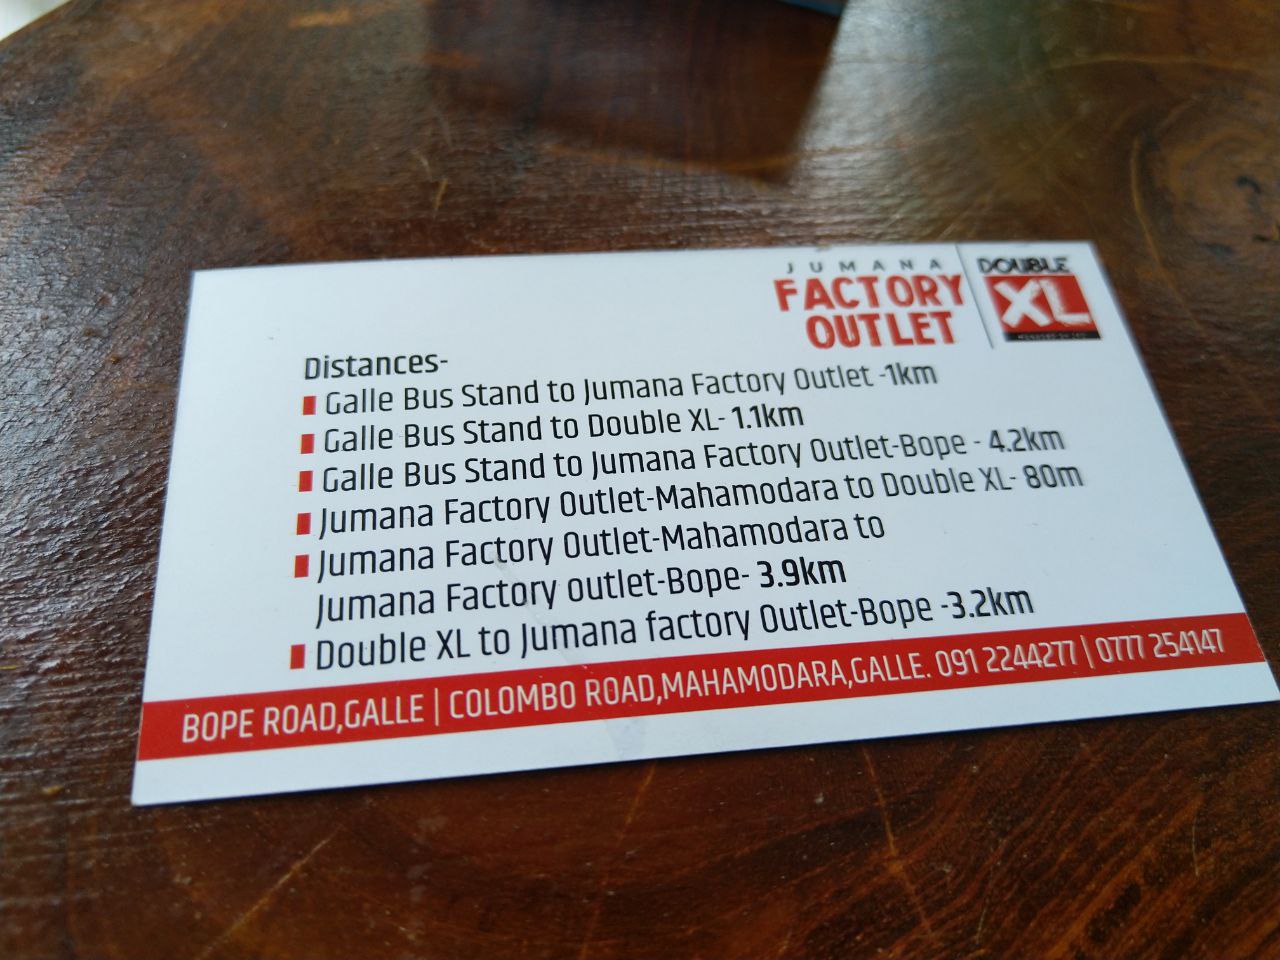 JUMANA
FACTORY
OUTLET
DOUBLE
XL
Distances-
Galle Bus Stand to Jumana Factory Outlet -1km
Galle Bus Stand to Double XL- 1.1km
Galle Bus Stand to Jumana Factory Outlet-Bope - 4.2km
Jumana Factory Outlet-Mahamodara to Double XL- 80m
Jumana Factory Outlet-Mahamodara to
Jumana Factory outlet-Bope- 3.9km
Double XL to Jumana factory Outlet-Bope -3.2km
BOPE ROAD,GALLE | COLOMBO ROAD,MAHAMODARA,GALLE. 091 2244277 | 0777 254147